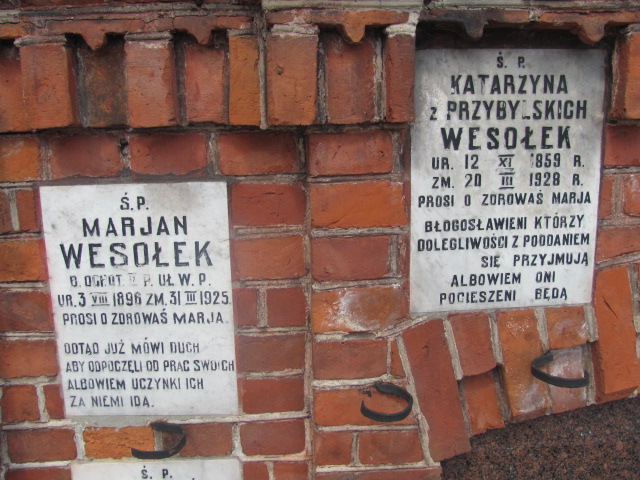 Ś. P.
MARJAN
WESOŁEK
B. OCHOT. P. UŁ. W. P.
UR. 3 VIII 1896 ZM. 31 III 1925.
PROSI O ZDROWAŚ MARJA.
ODTĄD JUŻ MÓWI DUCH
ABY ODPOCZĘLI OD PRAC SWOICH
ALBOWIEM UCZYNKI ICH
ZA NIEMI IDĄ.
Ś. P.
KATARZYNA
z PRZYBYLSKICH
WESOŁEK
UR. 12 XI 1859 R.
ZM. 20 III 1928 R.
PROSI O ZDROWAŚ MARJA
BŁOGOSŁAWIENI KTÓRZY
DOLEGLIWOŚCI Z PODDANIEM
SIĘ PRZYJMUJĄ
ALBOWIEM ONI
POCIESZENI BĘDĄ
Ś. P.